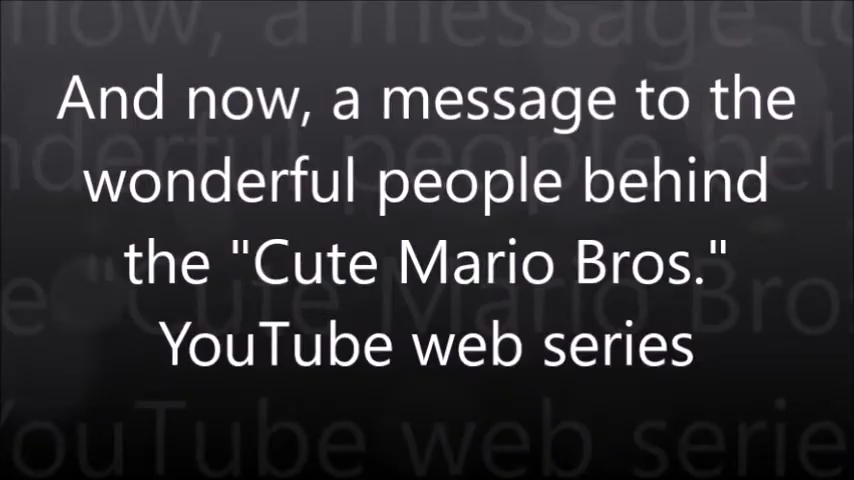 And now, a message to the
wonderful people behind
the "Cute Mario Bros."
YouTube web series